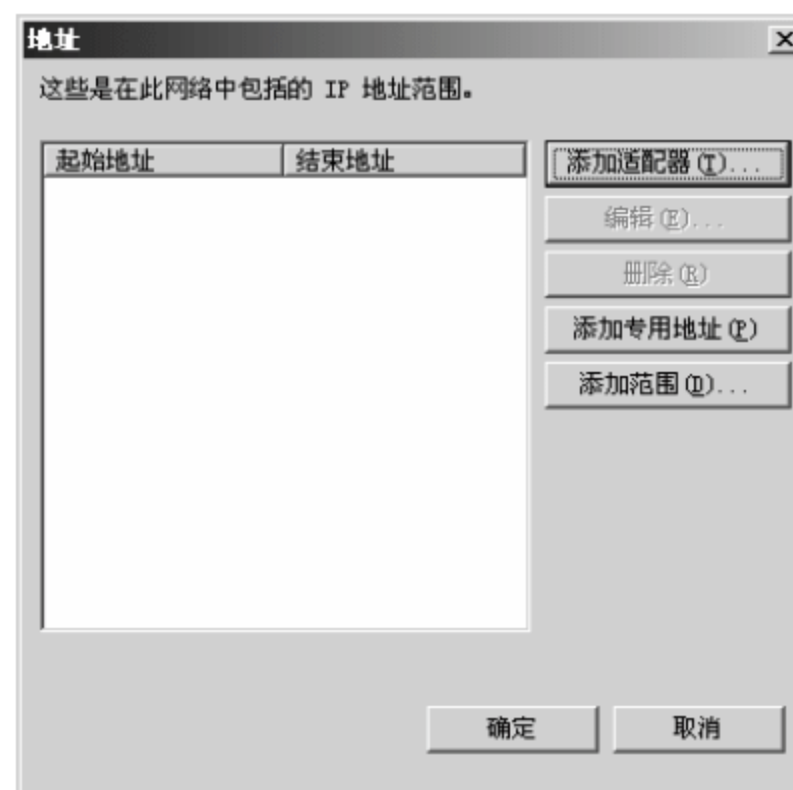 地址
这些是在此网络中包括的 IP 地址范围。
起始地址 结束地址
添加适配器(T)...
编辑(E)...
删除(R)
添加专用地址(P)
添加范围(D)...
确定 取消